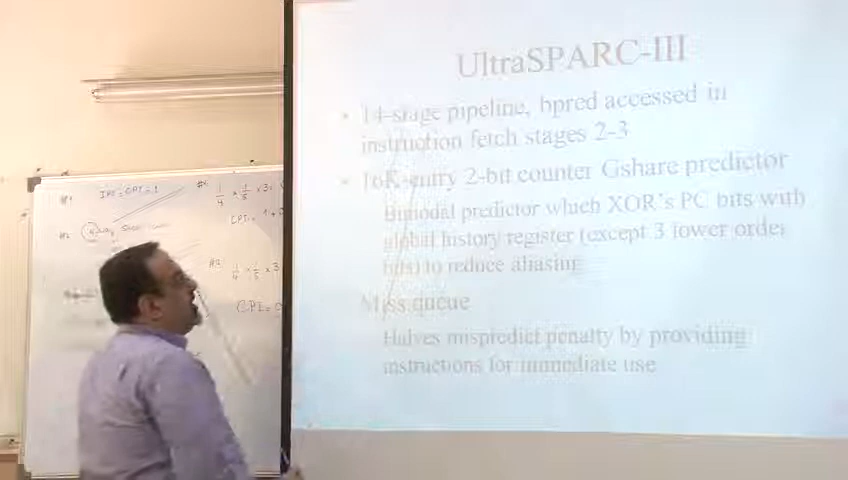 UltraSPARC-III
• 14-stage pipeline, bpred accessed in
instruction fetch stages 2-3
• 16K-entry 2-bit counter Gshare predictor
Bimodal predictor which XOR's PC bits with
global history register (except 3 lower order
bits) to reduce aliasing
Miss queue
Halves mispredict penalty by providing
instructions for immediate use
#1
#2
CPI=
CPI=